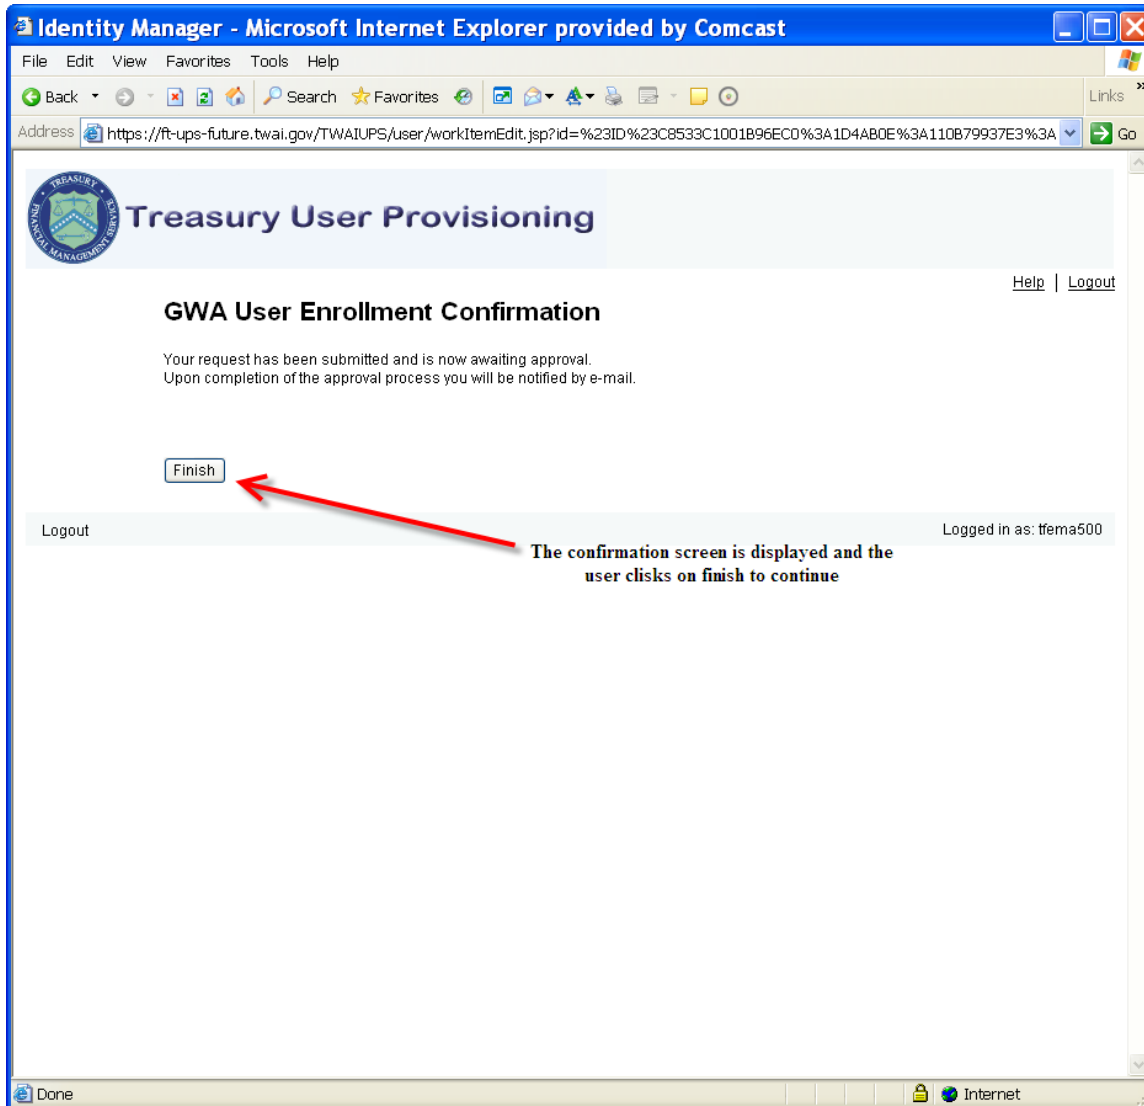 Identity Manager - Microsoft Internet Explorer provided by Comcast
File Edit View Favorites Tools Help
Back Search Favorites Links »
Address https://ft-ups-future.twai.gov/TWAIUPS/user/workItemEdit.jsp?id=%23ID%23C8533C1001B96EC0%3A1D4AB0E%3A110B79937E3%3A Go
TREASURY
FINANCIAL MANAGEMENT SERVICE
Treasury User Provisioning
Help | Logout
GWA User Enrollment Confirmation
Your request has been submitted and is now awaiting approval.
Upon completion of the approval process you will be notified by e-mail.
Finish
Logout Logged in as: tfema500
The confirmation screen is displayed and the
user clisks on finish to continue
Done Internet